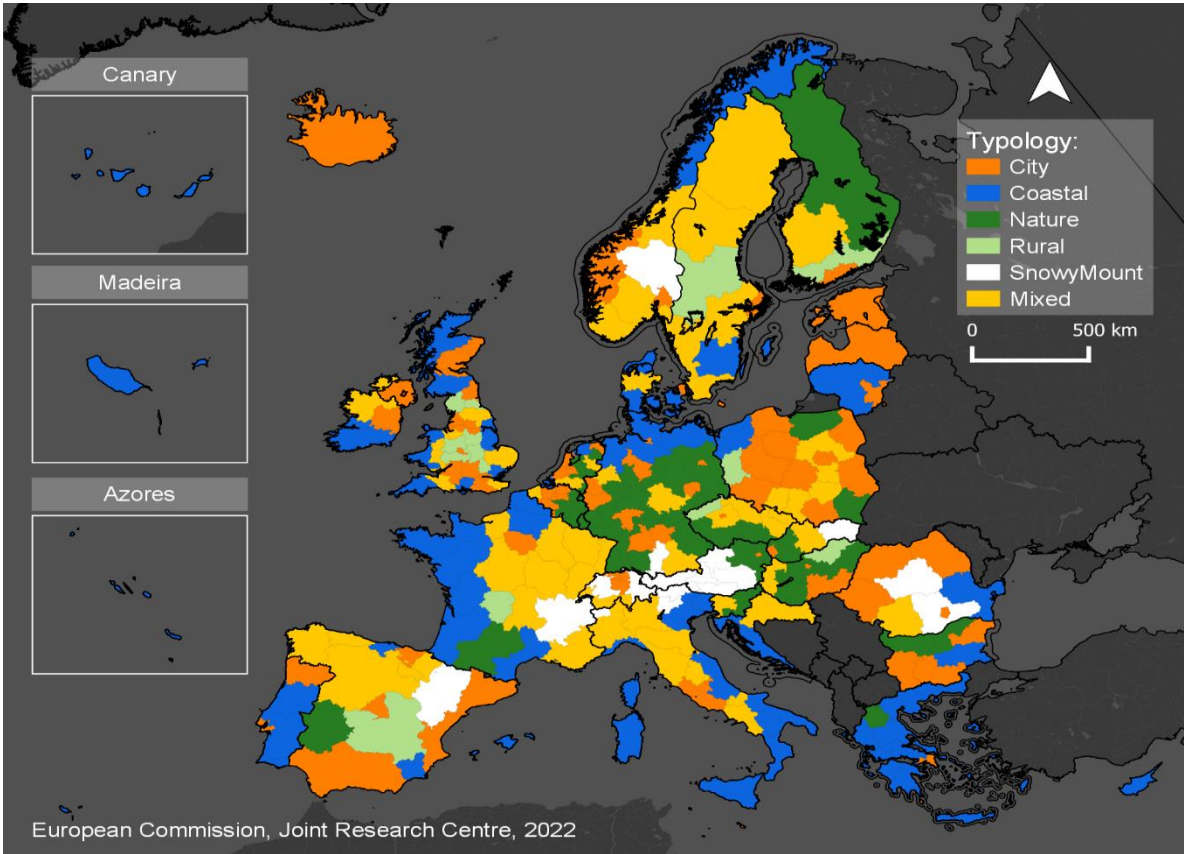 Canary
Madeira
Azores
Typology:
City
Coastal
Nature
Rural
SnowyMount
Mixed
0 500 km
European Commission, Joint Research Centre, 2022